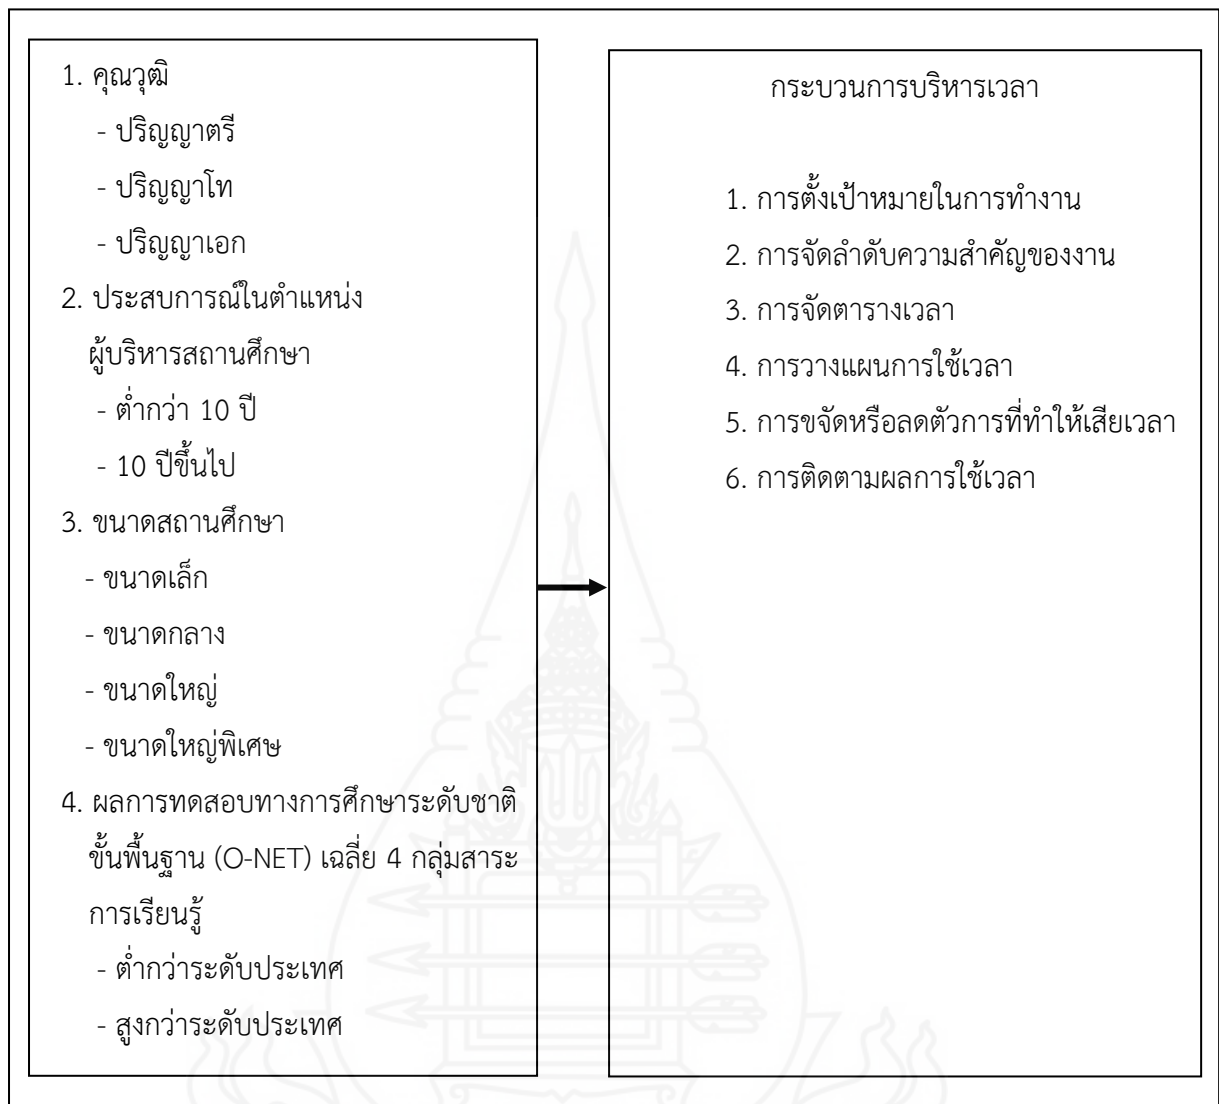 1. คุณวุฒิ
- ปริญญาตรี
- ปริญญาโท
- ปริญญาเอก
2. ประสบการณ์ในตำแหน่ง
ผู้บริหารสถานศึกษา
- ต่ำกว่า 10 ปี
- 10 ปีขึ้นไป
3. ขนาดสถานศึกษา
- ขนาดเล็ก
- ขนาดกลาง
- ขนาดใหญ่
- ขนาดใหญ่พิเศษ
4. ผลการทดสอบทางการศึกษาระดับชาติ
ขั้นพื้นฐาน (O-NET) เฉลี่ย 4 กลุ่มสาระ
การเรียนรู้
- ต่ำกว่าระดับประเทศ
- สูงกว่าระดับประเทศ
กระบวนการบริหารเวลา
1. การตั้งเป้าหมายในการทำงาน
2. การจัดลำดับความสำคัญของงาน
3. การจัดตารางเวลา
4. การวางแผนการใช้เวลา
5. การขจัดหรือลดตัวการที่ทำให้เสียเวลา
6. การติดตามผลการใช้เวลา